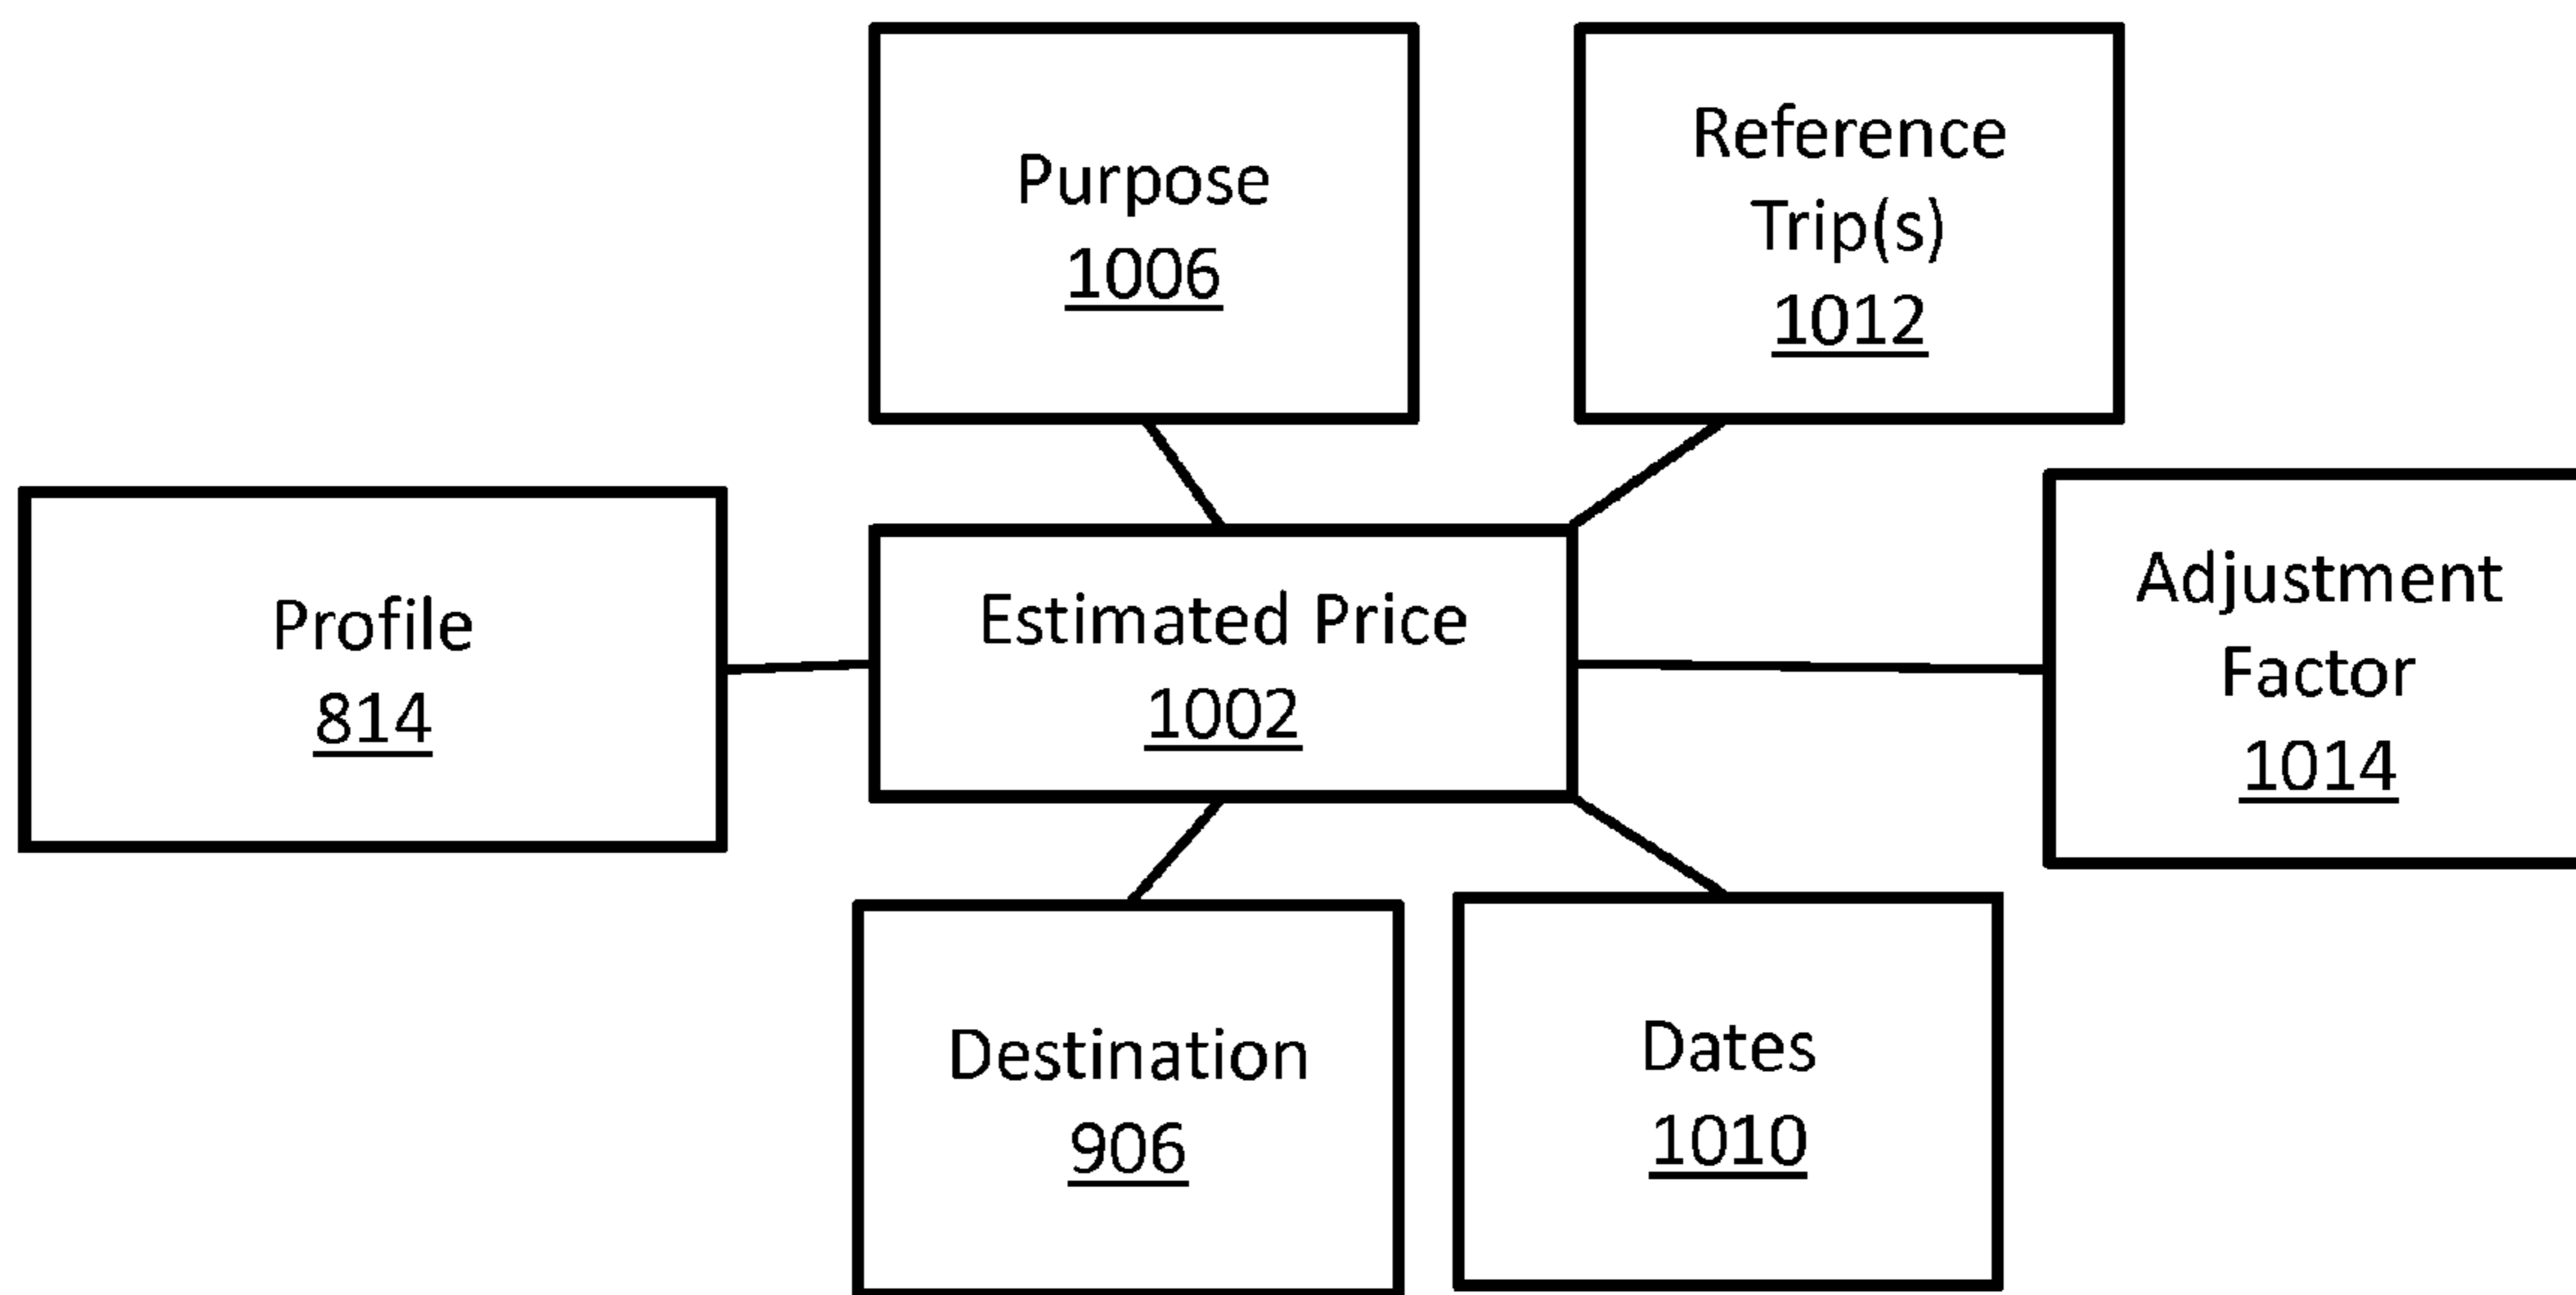 Purpose
1006
Reference
Trip(s)
1012
Profile
814
Estimated Price
1002
Adjustment
Factor
1014
Destination
906
Dates
1010